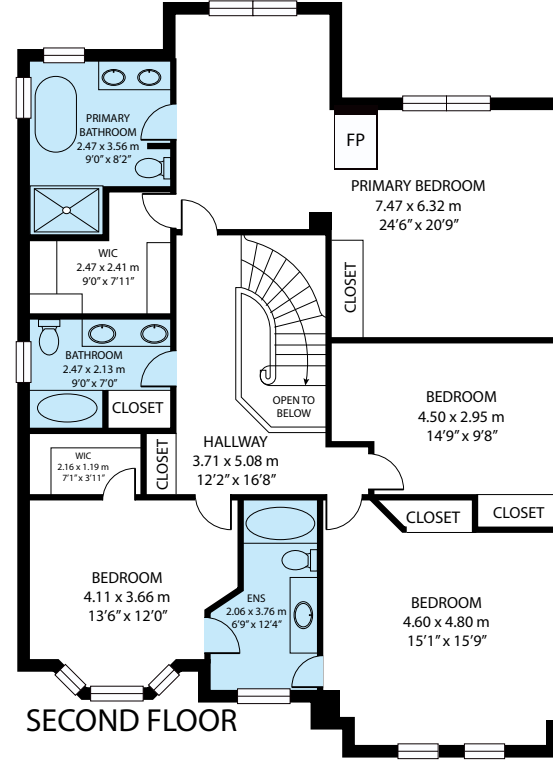 PRIMARY
BATHROOM
2.47 x 3.56 m
9'0" x 8'2"
FP
PRIMARY BEDROOM
7.47 x 6.32 m
24'6" x 20'9"
WIC
2.47 x 2.41 m
9'0" x 7'11"
CLOSET
BATHROOM
2.47 x 2.13 m
9'0" x 7'0"
CLOSET
OPEN TO
BELOW
BEDROOM
4.50 x 2.95 m
14'9" x 9'8"
WIC
2.16 x 1.19 m
7'1" x 3'11"
CLOSET
HALLWAY
3.71 x 5.08 m
12'2" x 16'8"
CLOSET
CLOSET
BEDROOM
4.11 x 3.66 m
13'6" x 12'0"
ENS
2.06 x 3.76 m
6'9" x 12'4"
BEDROOM
4.60 x 4.80 m
15'1" x 15'9"
SECOND FLOOR